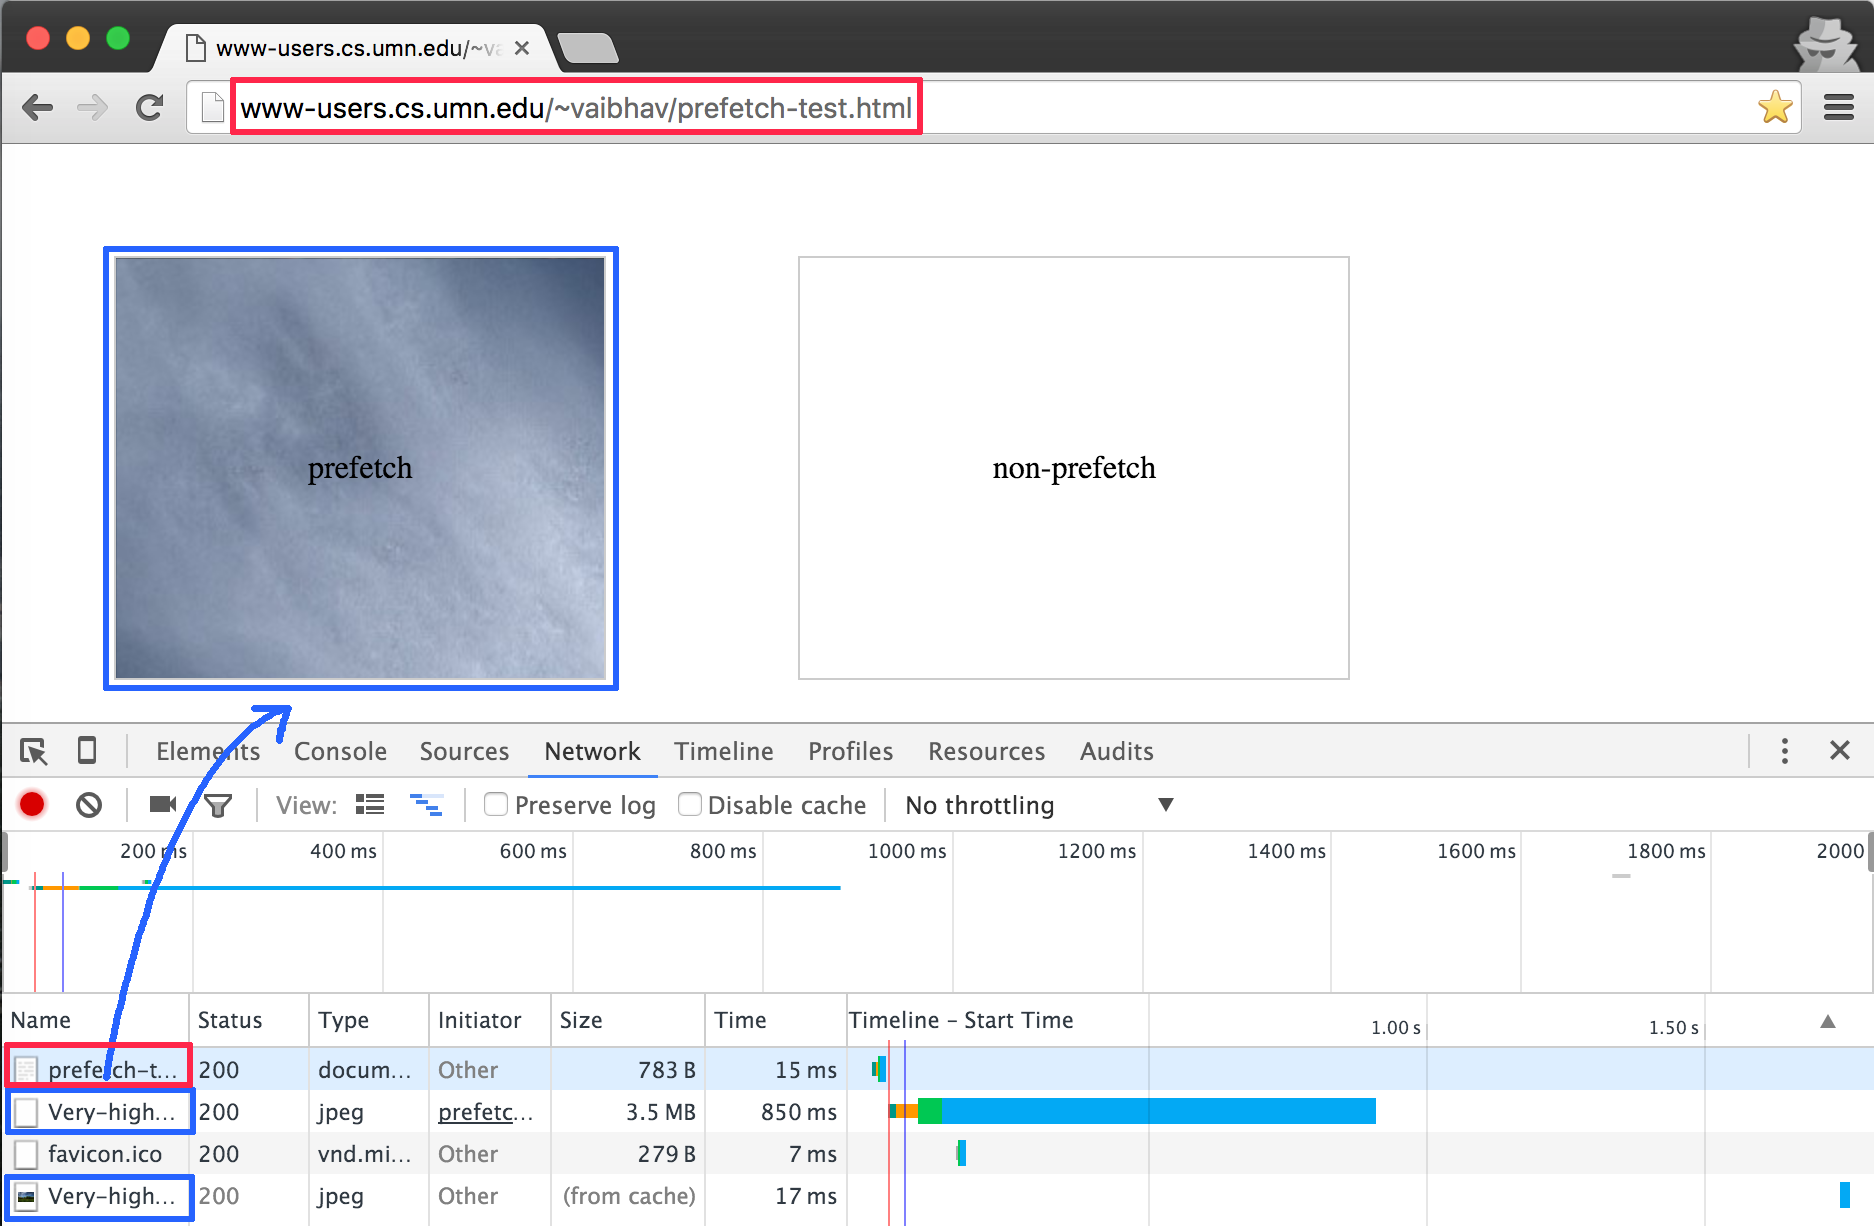 www-users.cs.umn.edu/~va
www-users.cs.umn.edu/~vaibhav/prefetch-test.html
prefetch
non-prefetch
Elements Console Sources Network Timeline Profiles Resources Audits
View: Preserve log Disable cache No throttling
200 ms 400 ms 600 ms 800 ms 1000 ms 1200 ms 1400 ms 1600 ms 1800 ms 2000
Name Status Type Initiator Size Time Timeline – Start Time 1.00 s 1.50 s
prefetch-t... 200 docum... Other 783 B 15 ms
Very-high... 200 jpeg prefetc... 3.5 MB 850 ms
favicon.ico 200 vnd.mi... Other 279 B 7 ms
Very-high... 200 jpeg Other (from cache) 17 ms